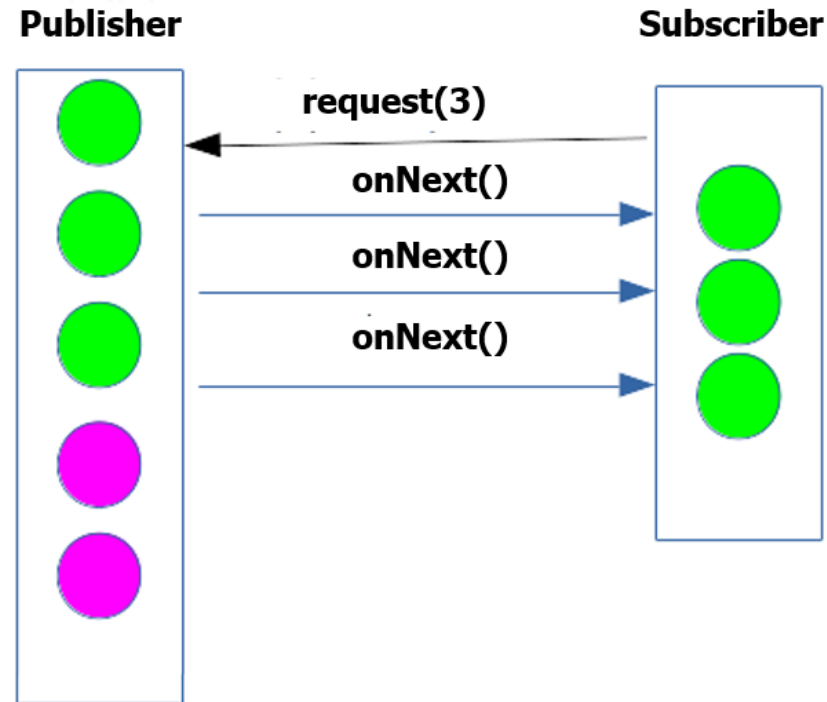 Publisher
Subscriber
request(3)
onNext()
onNext()
onNext()